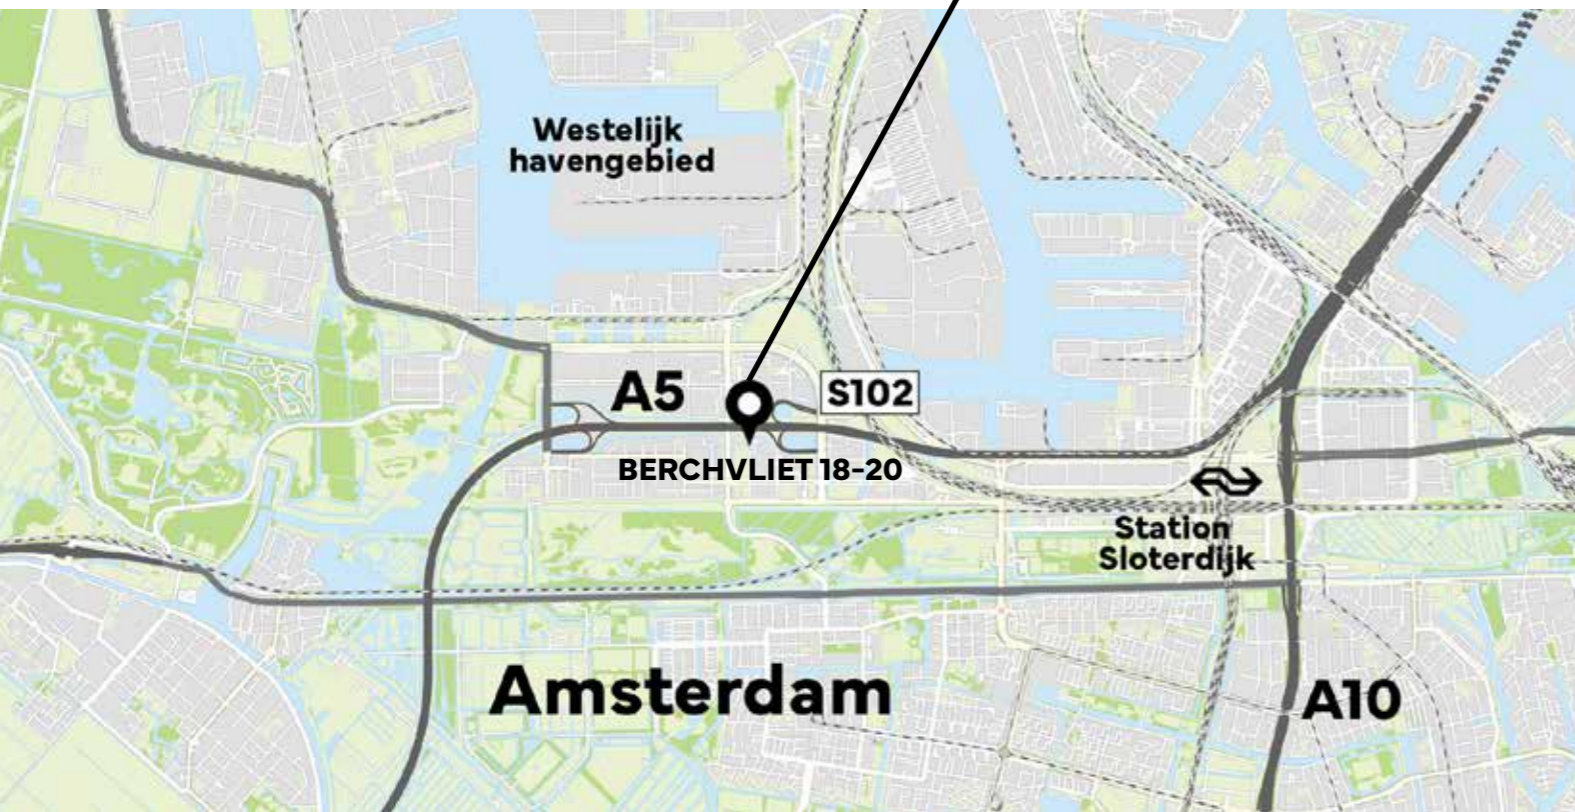 Westelijk
havengebied
A5
S102
BERCHVLIET 18-20
Station
Sloterdijk
Amsterdam
A10